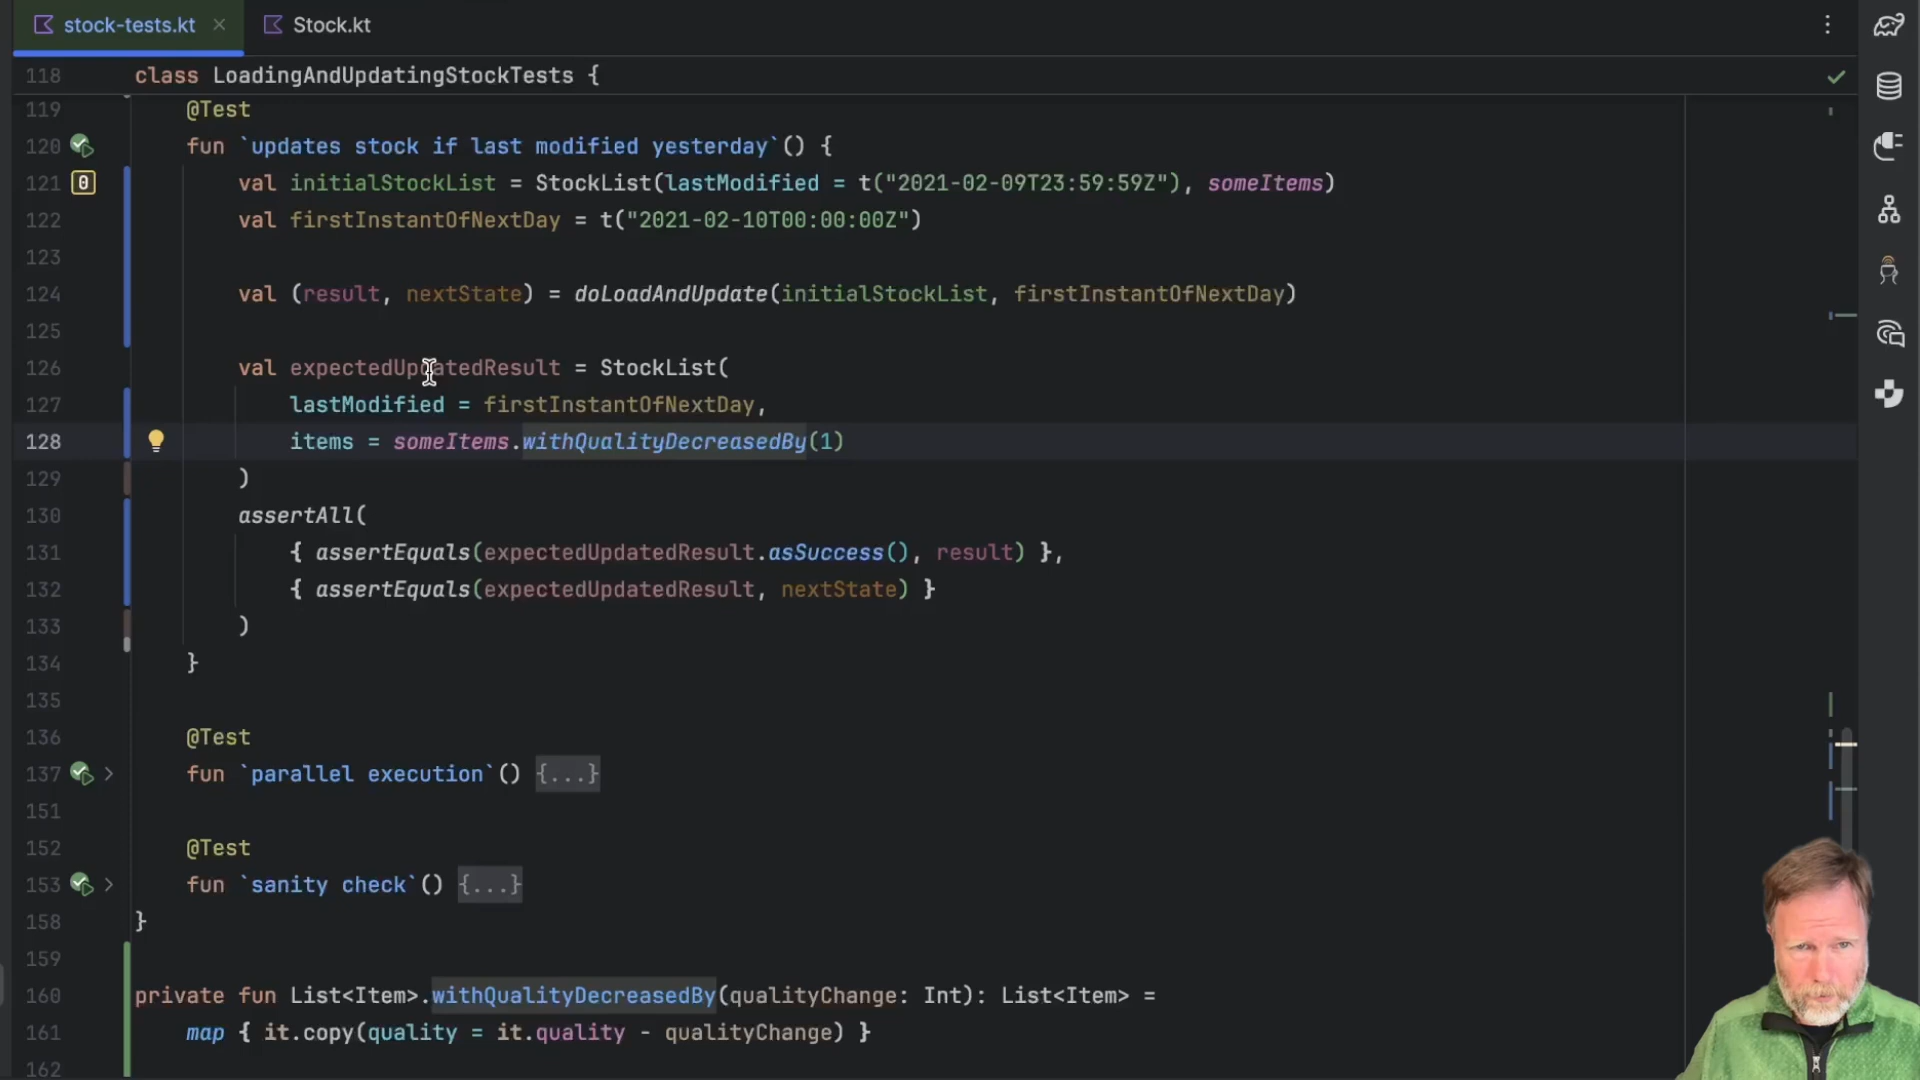 stock-tests.kt ×
Stock.kt
118 class LoadingAndUpdatingStockTests {
119 @Test
120 fun `updates stock if last modified yesterday`() {
121 val initialStockList = StockList(lastModified = t("2021-02-09T23:59:59Z"), someItems)
122 val firstInstantOfNextDay = t("2021-02-10T00:00:00Z")
123
124 val (result, nextState) = doLoadAndUpdate(initialStockList, firstInstantOfNextDay)
125
126 val expectedUpdatedResult = StockList(
127 lastModified = firstInstantOfNextDay,
128 items = someItems.withQualityDecreasedBy(1)
129 )
130 assertAll(
131 { assertEquals(expectedUpdatedResult.asSuccess(), result) },
132 { assertEquals(expectedUpdatedResult, nextState) }
133 )
134 }
135
136 @Test
137 fun `parallel execution`() {...}
151
152 @Test
153 fun `sanity check`() {...}
158 }
159
160 private fun List<Item>.withQualityDecreasedBy(qualityChange: Int): List<Item> =
161 map { it.copy(quality = it.quality - qualityChange) }
162